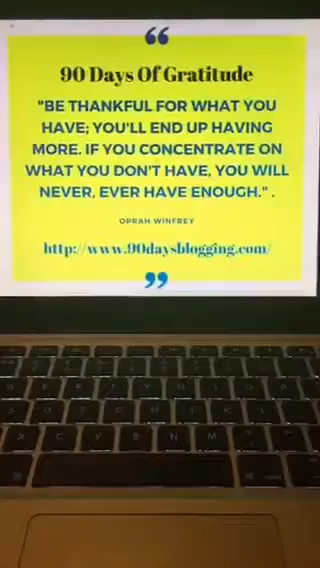 “
90 Days Of Gratitude
"BE THANKFUL FOR WHAT YOU
HAVE; YOU'LL END UP HAVING
MORE. IF YOU CONCENTRATE ON
WHAT YOU DON'T HAVE, YOU WILL
NEVER, EVER HAVE ENOUGH." .
OPRAH WINFREY
http://www.90daysblogging.com/
”
X C V B N M